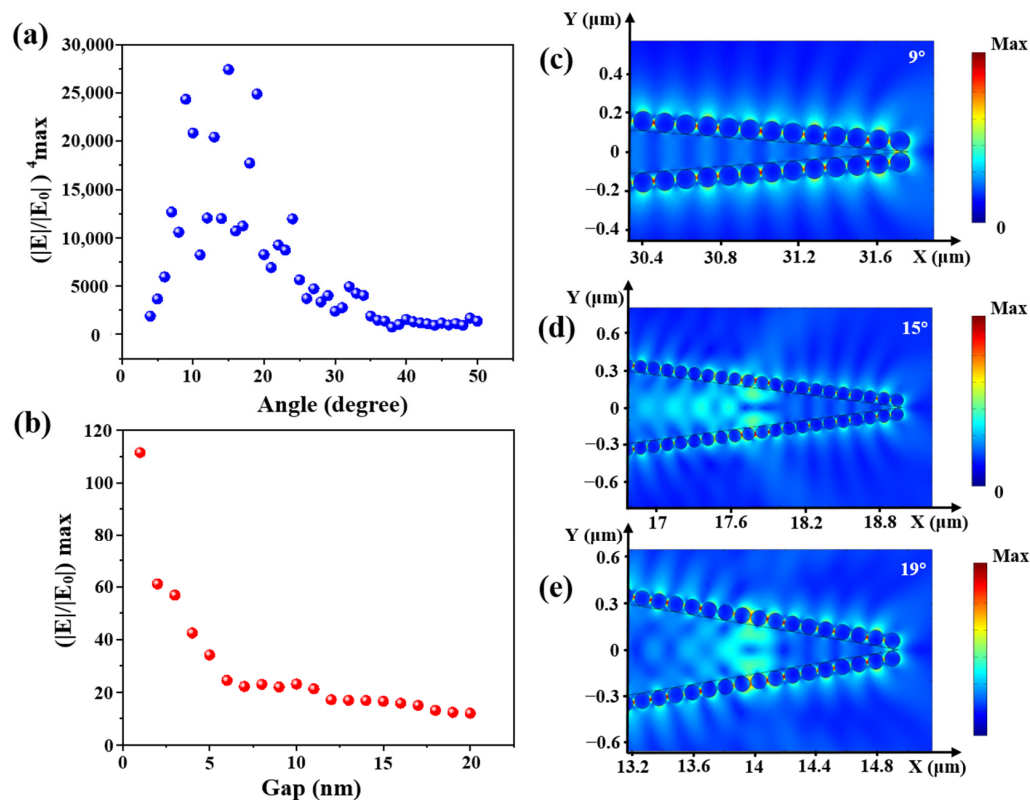 (a)
30,000
25,000
20,000
15,000
10,000
5000
0
0 10 20 30 40 50
Angle (degree)
(|E|/|E₀|) ⁴max
(b)
120
100
80
60
40
20
0
0 5 10 15 20
Gap (nm)
(|E|/|E₀|) max
Y (μm)
(c)
9°
0.4
0.2
0
−0.2
−0.4
30.4 30.8 31.2 31.6
X (μm)
Max
0
Y (μm)
(d)
15°
0.6
0.3
0
−0.3
−0.6
17 17.6 18.2 18.8
X (μm)
Max
0
Y (μm)
(e)
19°
0.6
0.3
0
−0.3
−0.6
13.2 13.6 14 14.4 14.8
X (μm)
Max
0